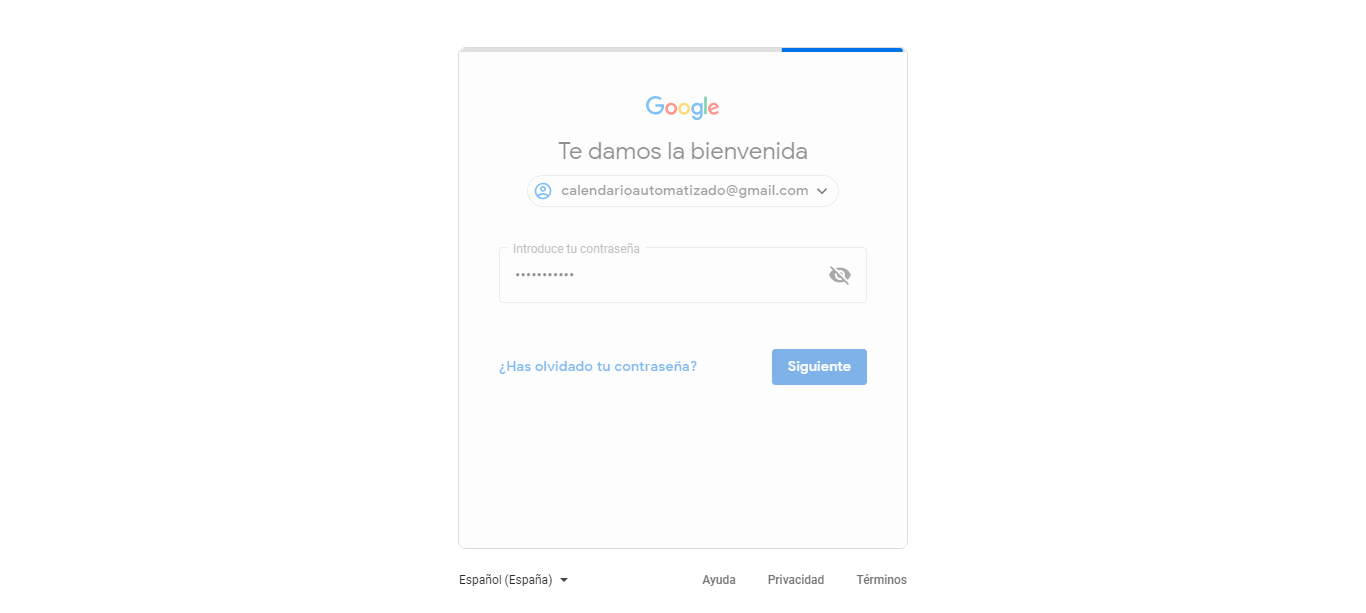 Google
Te damos la bienvenida
calendarioautomatizado@gmail.com
Introduce tu contraseña
•••••••••••
¿Has olvidado tu contraseña?
Siguiente
Español (España)
Ayuda
Privacidad
Términos